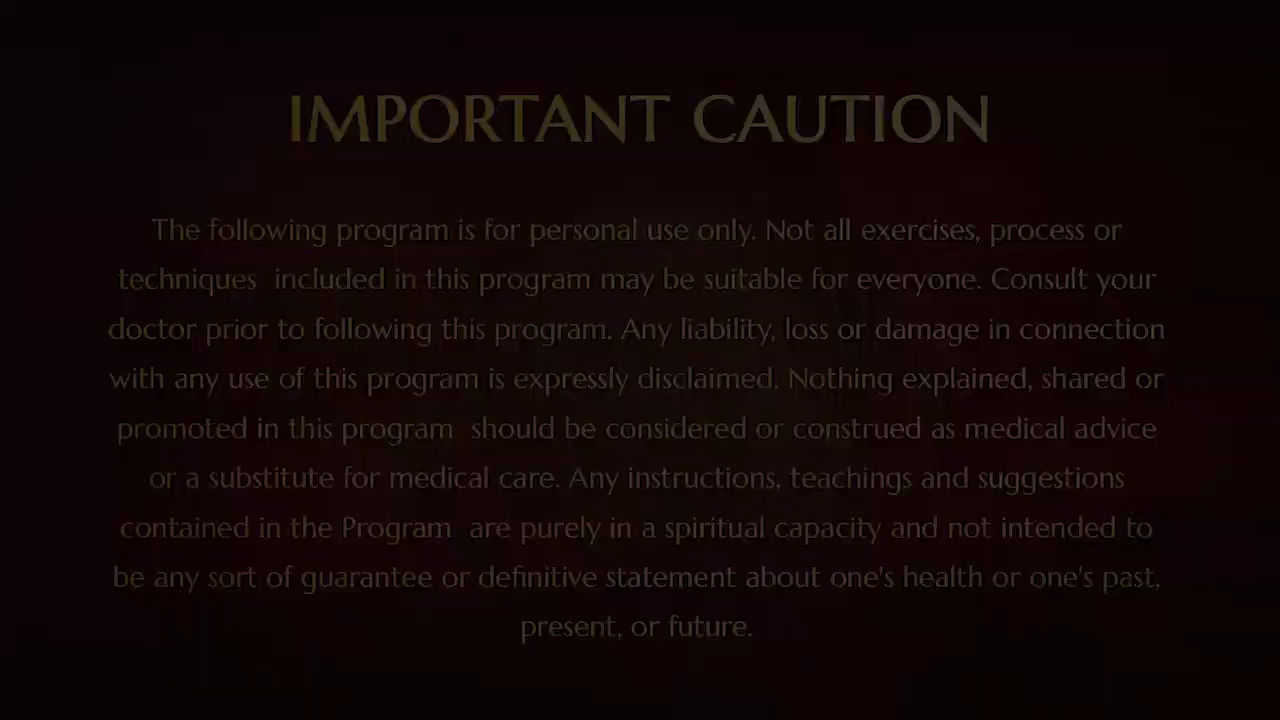 IMPORTANT CAUTION
The following program is for personal use only. Not all exercises, process or
techniques included in this program may be suitable for everyone. Consult your
doctor prior to following this program. Any liability, loss or damage in connection
with any use of this program is expressly disclaimed. Nothing explained, shared or
promoted in this program should be considered or construed as medical advice
or a substitute for medical care. Any instructions, teachings and suggestions
contained in the Program are purely in a spiritual capacity and not intended to
be any sort of guarantee or definitive statement about one's health or one's past,
present, or future.